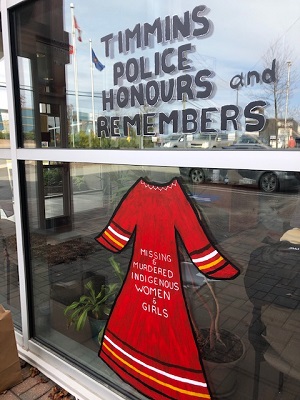 TIMMINS
POLICE
HONOURS and
REMEMBERS
MISSING
&
MURDERED
INDIGENOUS
WOMEN
&
GIRLS